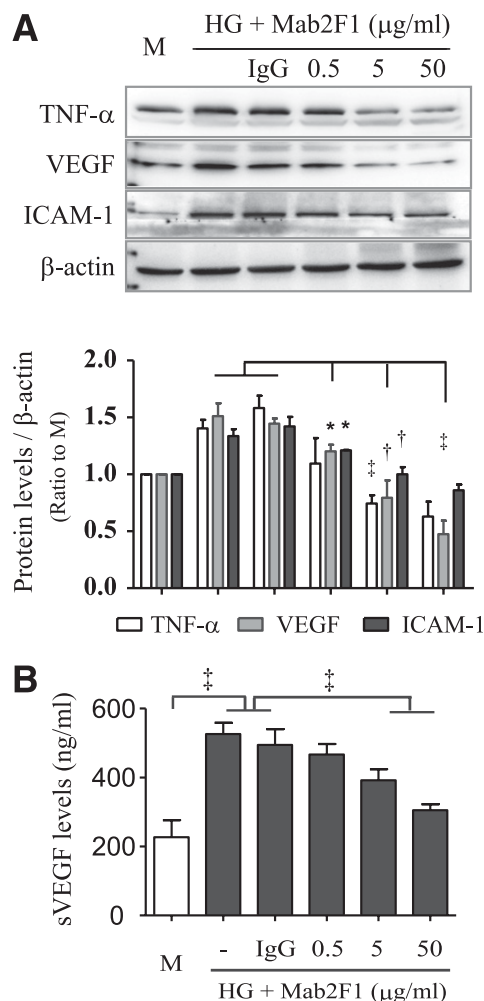 A
M
HG + Mab2F1 (μg/ml)
IgG 0.5 5 50
TNF-α
VEGF
ICAM-1
β-actin
Protein levels / β-actin
(Ratio to M)
2.0
1.5
1.0
0.5
0.0
* *
‡ † †
‡
TNF-α VEGF ICAM-1
B
‡ ‡
sVEGF levels (ng/ml)
600
400
200
0
M - IgG 0.5 5 50
HG + Mab2F1 (μg/ml)